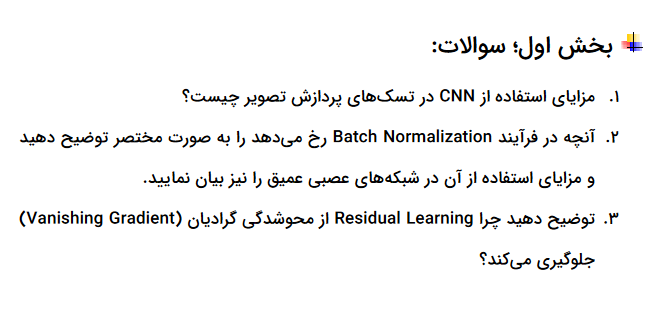 بخش اول؛ سوالات:
۱. مزایای استفاده از CNN در تسک‌های پردازش تصویر چیست؟
۲. آنچه در فرآیند Batch Normalization رخ می‌دهد را به صورت مختصر توضیح دهید
و مزایای استفاده از آن در شبکه‌های عصبی عمیق را نیز بیان نمایید.
۳. توضیح دهید چرا Residual Learning از محوشدگی گرادیان (Vanishing Gradient)
جلوگیری می‌کند؟